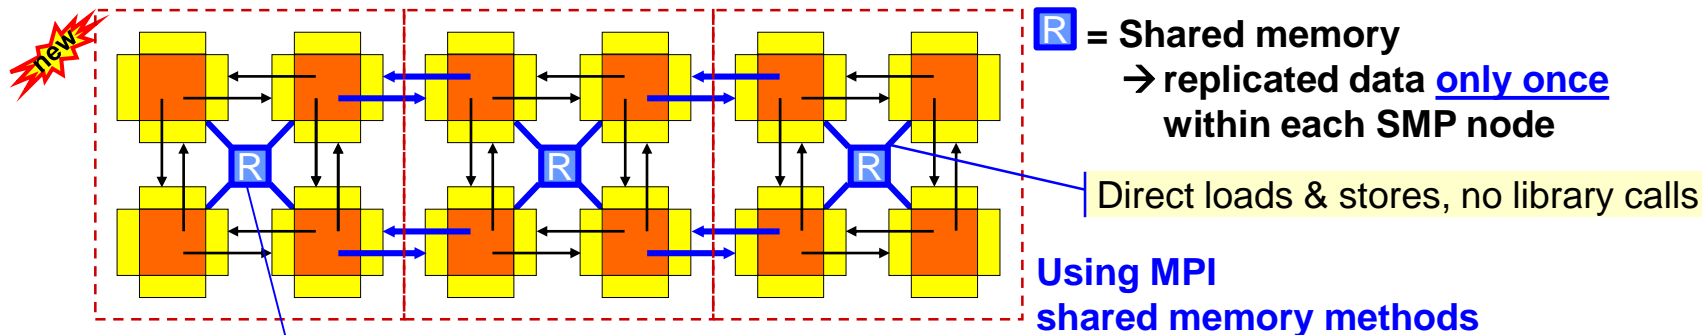 new
R = Shared memory
→ replicated data only once
within each SMP node
R R R
Direct loads & stores, no library calls
Using MPI
shared memory methods